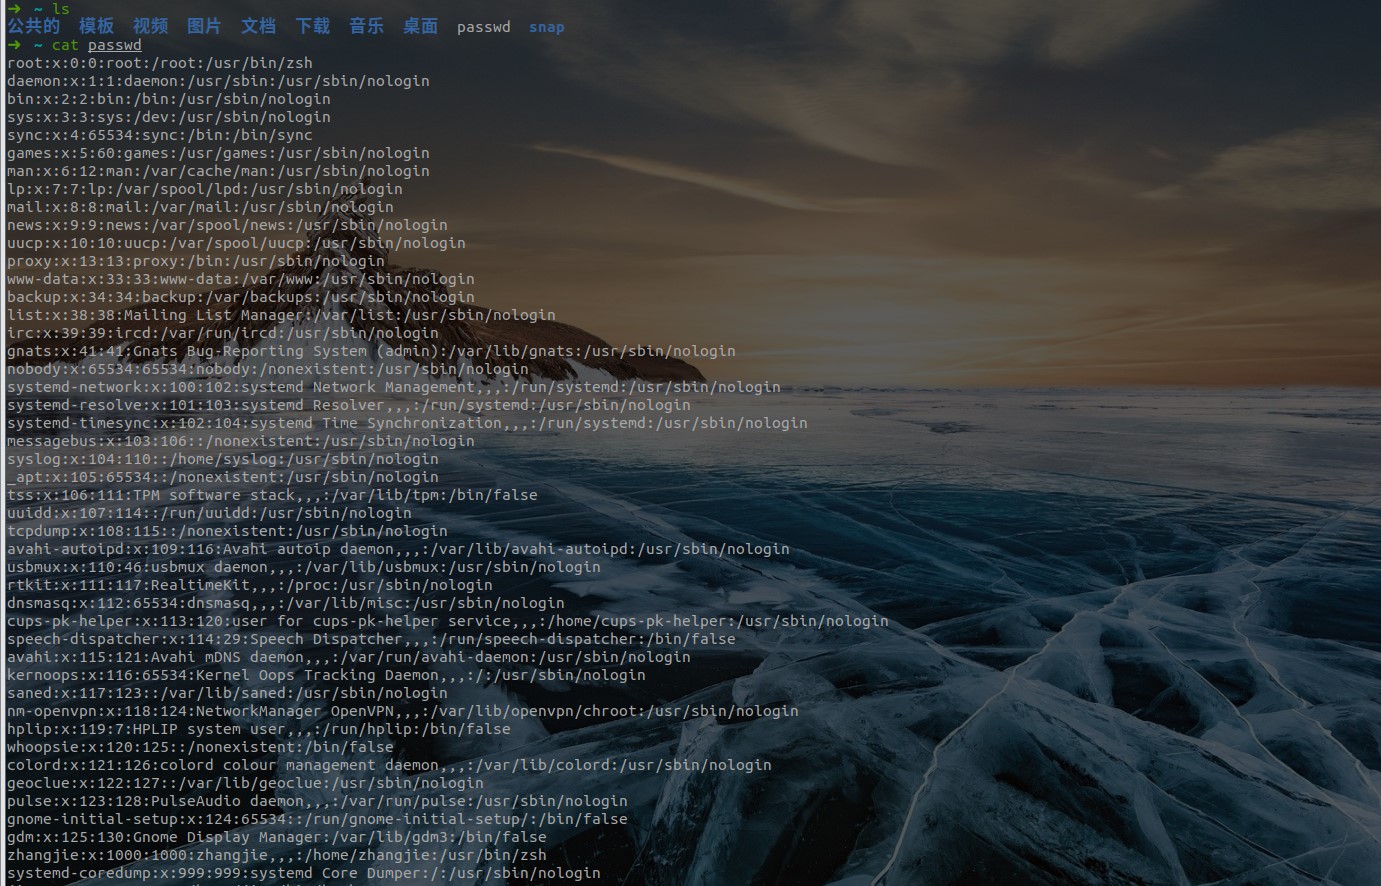 ➜ ~ ls
公共的 模板 视频 图片 文档 下载 音乐 桌面 passwd snap
➜ ~ cat passwd
root:x:0:0:root:/root:/usr/bin/zsh
daemon:x:1:1:daemon:/usr/sbin:/usr/sbin/nologin
bin:x:2:2:bin:/bin:/usr/sbin/nologin
sys:x:3:3:sys:/dev:/usr/sbin/nologin
sync:x:4:65534:sync:/bin:/bin/sync
games:x:5:60:games:/usr/games:/usr/sbin/nologin
man:x:6:12:man:/var/cache/man:/usr/sbin/nologin
lp:x:7:7:lp:/var/spool/lpd:/usr/sbin/nologin
mail:x:8:8:mail:/var/mail:/usr/sbin/nologin
news:x:9:9:news:/var/spool/news:/usr/sbin/nologin
uucp:x:10:10:uucp:/var/spool/uucp:/usr/sbin/nologin
proxy:x:13:13:proxy:/bin:/usr/sbin/nologin
www-data:x:33:33:www-data:/var/www:/usr/sbin/nologin
backup:x:34:34:backup:/var/backups:/usr/sbin/nologin
list:x:38:38:Mailing List Manager:/var/list:/usr/sbin/nologin
irc:x:39:39:ircd:/var/run/ircd:/usr/sbin/nologin
gnats:x:41:41:Gnats Bug-Reporting System (admin):/var/lib/gnats:/usr/sbin/nologin
nobody:x:65534:65534:nobody:/nonexistent:/usr/sbin/nologin
systemd-network:x:100:102:systemd Network Management,,,:/run/systemd:/usr/sbin/nologin
systemd-resolve:x:101:103:systemd Resolver,,,:/run/systemd:/usr/sbin/nologin
systemd-timesync:x:102:104:systemd Time Synchronization,,,:/run/systemd:/usr/sbin/nologin
messagebus:x:103:106::/nonexistent:/usr/sbin/nologin
syslog:x:104:110::/home/syslog:/usr/sbin/nologin
_apt:x:105:65534::/nonexistent:/usr/sbin/nologin
tss:x:106:111:TPM software stack,,,:/var/lib/tpm:/bin/false
uuidd:x:107:114::/run/uuidd:/usr/sbin/nologin
tcpdump:x:108:115::/nonexistent:/usr/sbin/nologin
avahi-autoipd:x:109:116:Avahi autoip daemon,,,:/var/lib/avahi-autoipd:/usr/sbin/nologin
usbmux:x:110:46:usbmux daemon,,,:/var/lib/usbmux:/usr/sbin/nologin
rtkit:x:111:117:RealtimeKit,,,:/proc:/usr/sbin/nologin
dnsmasq:x:112:65534:dnsmasq,,,:/var/lib/misc:/usr/sbin/nologin
cups-pk-helper:x:113:120:user for cups-pk-helper service,,,:/home/cups-pk-helper:/usr/sbin/nologin
speech-dispatcher:x:114:29:Speech Dispatcher,,,:/run/speech-dispatcher:/bin/false
avahi:x:115:121:Avahi mDNS daemon,,,:/var/run/avahi-daemon:/usr/sbin/nologin
kernoops:x:116:65534:Kernel Oops Tracking Daemon,,,:/:/usr/sbin/nologin
saned:x:117:123::/var/lib/saned:/usr/sbin/nologin
nm-openvpn:x:118:124:NetworkManager OpenVPN,,,:/var/lib/openvpn/chroot:/usr/sbin/nologin
hplip:x:119:7:HPLIP system user,,,:/run/hplip:/bin/false
whoopsie:x:120:125::/nonexistent:/bin/false
colord:x:121:126:colord colour management daemon,,,:/var/lib/colord:/usr/sbin/nologin
geoclue:x:122:127::/var/lib/geoclue:/usr/sbin/nologin
pulse:x:123:128:PulseAudio daemon,,,:/var/run/pulse:/usr/sbin/nologin
gnome-initial-setup:x:124:65534::/run/gnome-initial-setup/:/bin/false
gdm:x:125:130:Gnome Display Manager:/var/lib/gdm3:/bin/false
zhangjie:x:1000:1000:zhangjie,,,:/home/zhangjie:/usr/bin/zsh
systemd-coredump:x:999:999:systemd Core Dumper:/:/usr/sbin/nologin